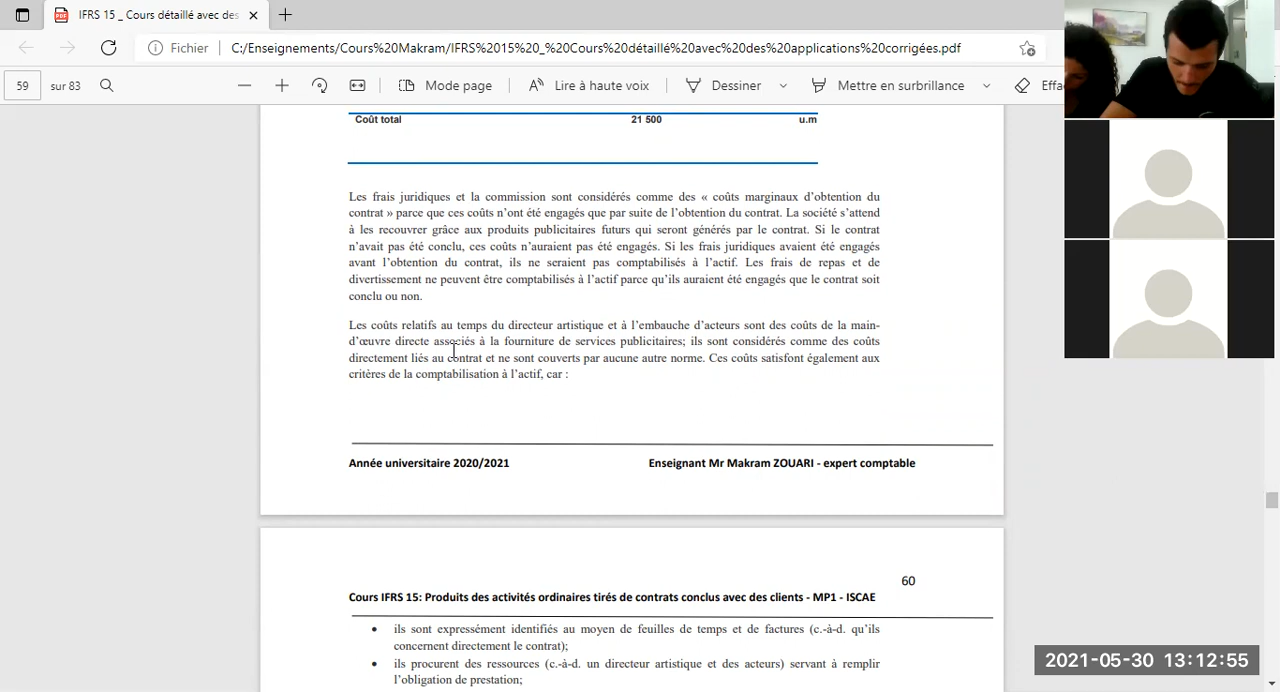 IFRS 15 _ Cours détaillé avec des
Fichier
C:/Enseignements/Cours%20Makram/IFRS%2015%20_%20Cours%20détaillé%20avec%20des%20applications%20corrigées.pdf
59 sur 83 Mode page Lire à haute voix Dessiner Mettre en surbrillance Effa
Coût total 21 500 u.m
Les frais juridiques et la commission sont considérés comme des « coûts marginaux d’obtention du
contrat » parce que ces coûts n’ont été engagés que par suite de l’obtention du contrat. La société s’attend
à les recouvrer grâce aux produits publicitaires futurs qui seront générés par le contrat. Si le contrat
n’avait pas été conclu, ces coûts n’auraient pas été engagés. Si les frais juridiques avaient été engagés
avant l’obtention du contrat, ils ne seraient pas comptabilisés à l’actif. Les frais de repas et de
divertissement ne peuvent être comptabilisés à l’actif parce qu’ils auraient été engagés que le contrat soit
conclu ou non.
Les coûts relatifs au temps du directeur artistique et à l’embauche d’acteurs sont des coûts de la main-
d’œuvre directe associés à la fourniture de services publicitaires; ils sont considérés comme des coûts
directement liés au contrat et ne sont couverts par aucune autre norme. Ces coûts satisfont également aux
critères de la comptabilisation à l’actif, car :
Année universitaire 2020/2021 Enseignant Mr Makram ZOUARI - expert comptable
60
Cours IFRS 15: Produits des activités ordinaires tirés de contrats conclus avec des clients - MP1 - ISCAE
• ils sont expressément identifiés au moyen de feuilles de temps et de factures (c.-à-d. qu’ils
concernent directement le contrat);
• ils procurent des ressources (c.-à-d. un directeur artistique et des acteurs) servant à remplir
l’obligation de prestation;
2021-05-30 13:12:55